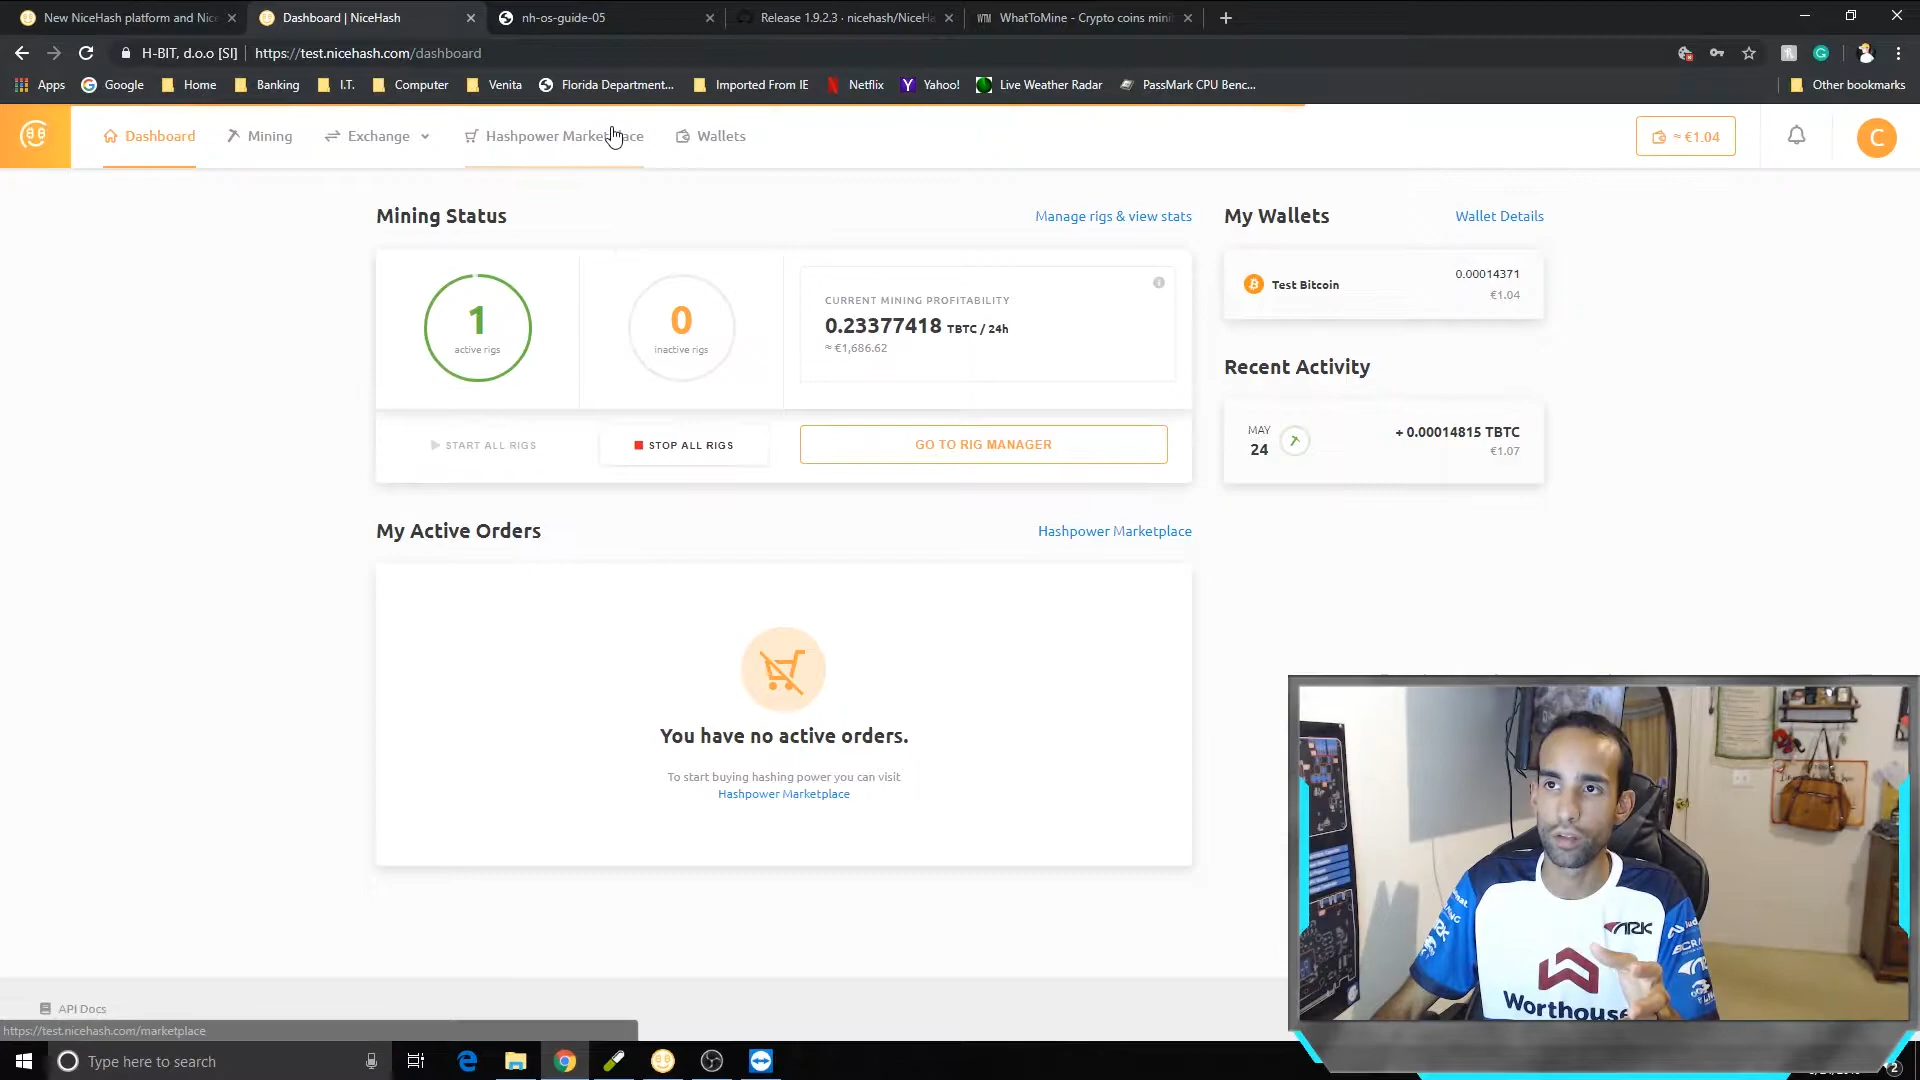 New NiceHash platform and Nice
Dashboard | NiceHash
nh-os-guide-05
Release 1.9.2.3 · nicehash/NiceHa
WTM WhatToMine - Crypto coins mini
H-BIT, d.o.o [SI] https://test.nicehash.com/dashboard
Apps Google Home Banking I.T. Computer Venita Florida Department... Imported From IE Netflix Yahoo! Live Weather Radar PassMark CPU Benc... Other bookmarks
Dashboard Mining Exchange Hashpower Marketplace Wallets ≈ €1.04 C
Mining Status Manage rigs & view stats
1
active rigs
0
inactive rigs
CURRENT MINING PROFITABILITY
0.23377418 TBTC / 24h
≈ €1,686.62
START ALL RIGS STOP ALL RIGS GO TO RIG MANAGER
My Wallets Wallet Details
Test Bitcoin 0.00014371
€1.04
Recent Activity
MAY
24
+ 0.00014815 TBTC
€1.07
My Active Orders Hashpower Marketplace
You have no active orders.
To start buying hashing power you can visit
Hashpower Marketplace
ARK
Worthouse
API Docs
https://test.nicehash.com/marketplace
Type here to search
2